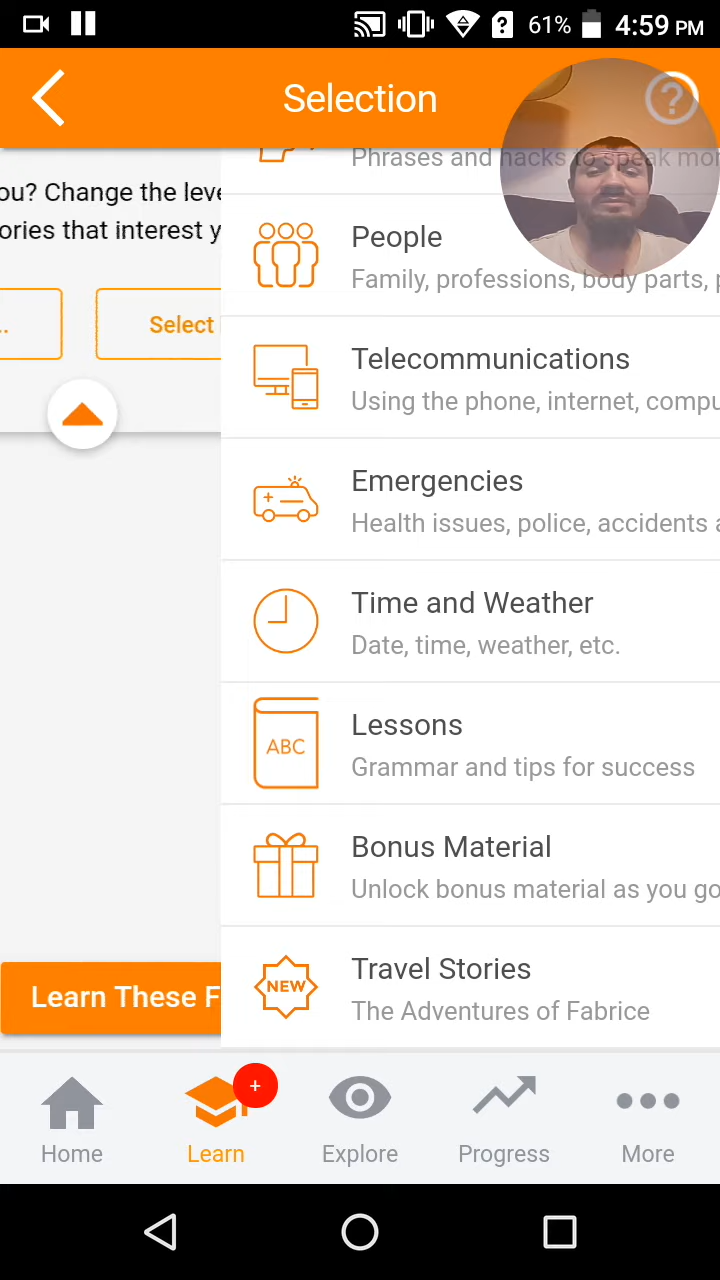 61% 4:59 PM
Selection
Phrases and hacks to speak mor
ou? Change the leve
ories that interest y
People
Family, professions, body parts, p
..
Select
Telecommunications
Using the phone, internet, compu
Emergencies
Health issues, police, accidents a
Time and Weather
Date, time, weather, etc.
ABC
Lessons
Grammar and tips for success
Bonus Material
Unlock bonus material as you go
NEW
Travel Stories
The Adventures of Fabrice
Learn These F
+
Home
Learn
Explore
Progress
More